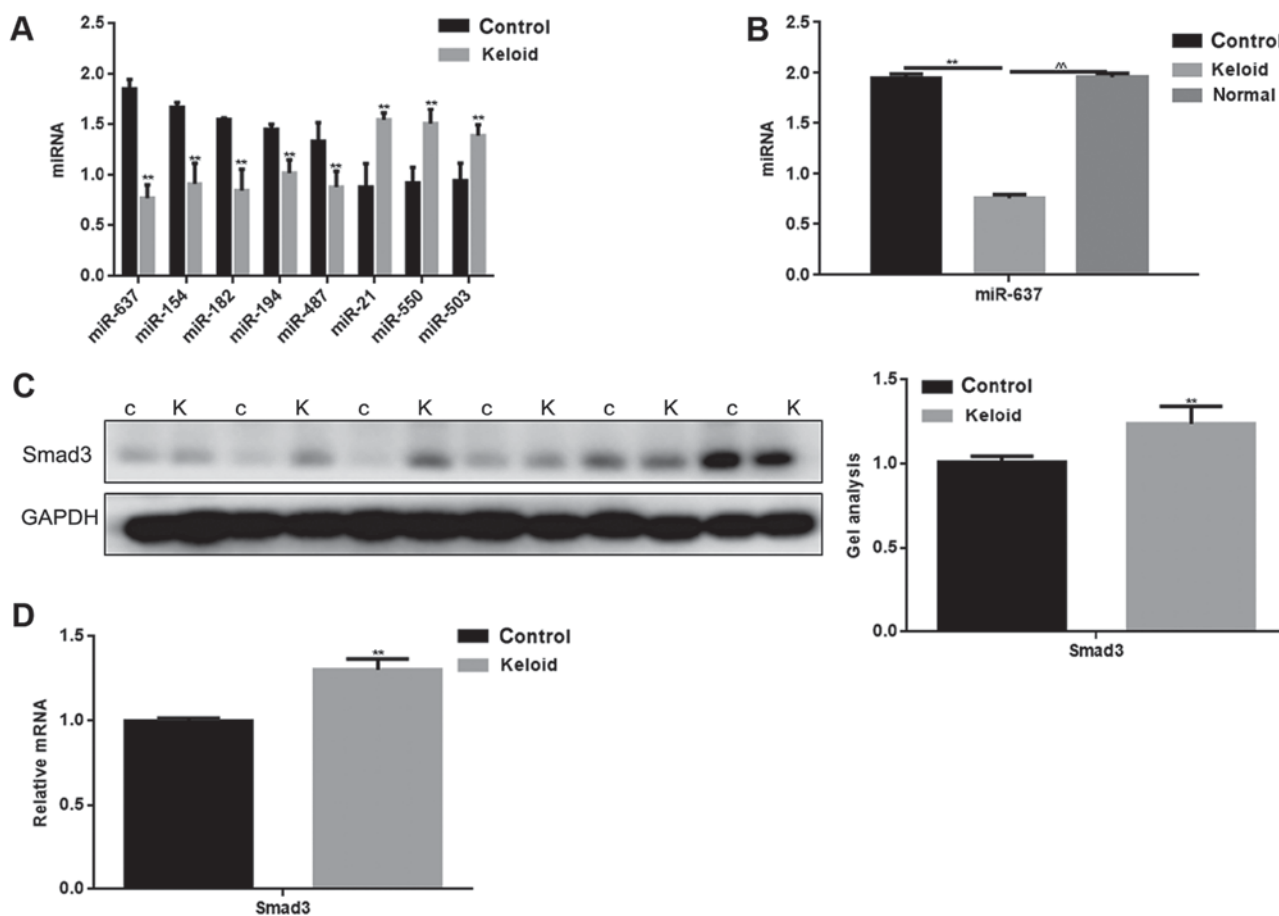 A
2.5
2.0
1.5
1.0
0.5
0.0
miRNA
Control
Keloid
** ** ** ** ** ** ** **
miR-637 miR-154 miR-182 miR-194 miR-487 miR-21 miR-550 miR-503
B
2.5
2.0
1.5
1.0
0.5
0.0
miRNA
Control
Keloid
Normal
** ^^
miR-637
C
c K c K c K c K c K c K
Smad3
GAPDH
1.5
1.0
0.5
0.0
Gel analysis
Control
Keloid
**
Smad3
D
1.5
1.0
0.5
0.0
Relative mRNA
Control
Keloid
**
Smad3